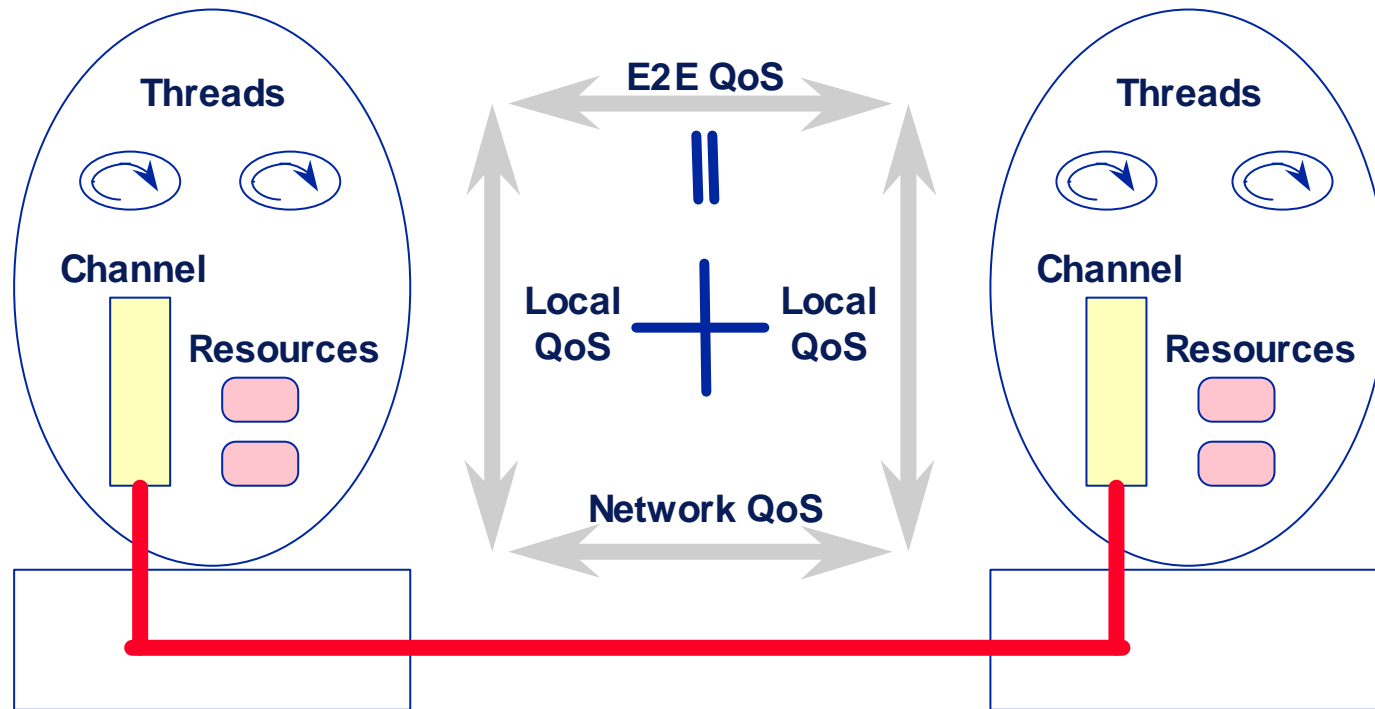 E2E QoS
Threads
Threads
Channel
Channel
Local
QoS
Local
QoS
Resources
Resources
Network QoS